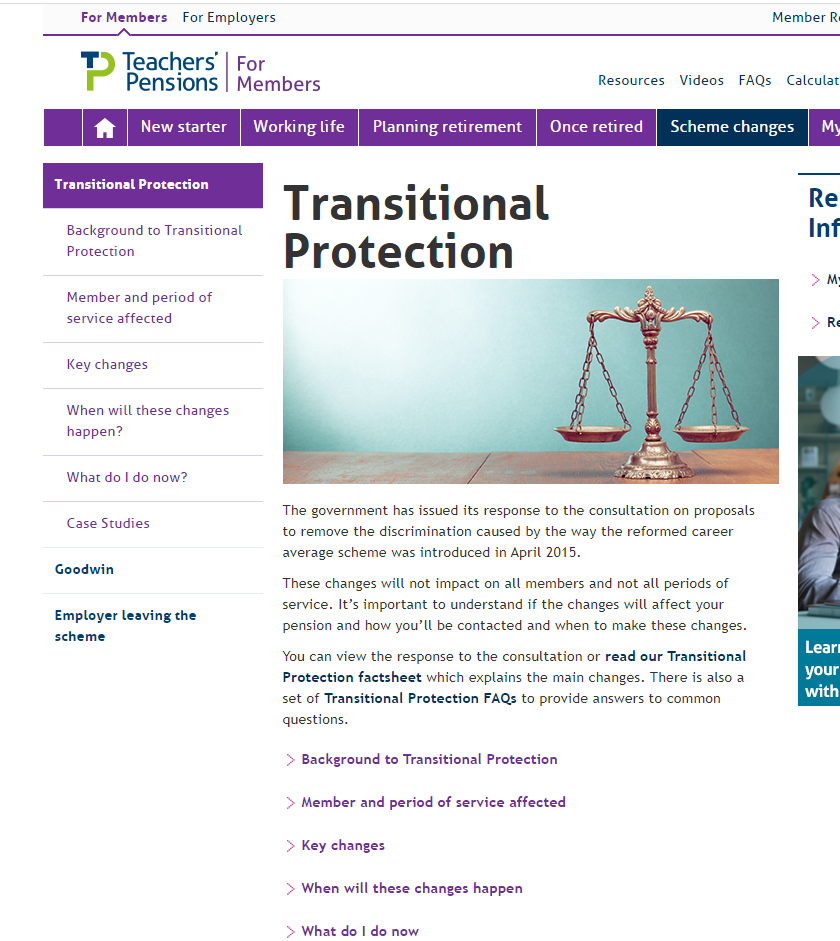 For Members For Employers
Member
Teachers' Pensions For Members
Resources Videos FAQs
New starter Working life Planning retirement Once retired Scheme changes
Transitional Protection
Background to Transitional
Protection
Member and period of
service affected
Key changes
When will these changes
happen?
What do I do now?
Case Studies
Goodwin
Employer leaving the
scheme
Transitional
Protection
The government has issued its response to the consultation on proposals
to remove the discrimination caused by the way the reformed career
average scheme was introduced in April 2015.
These changes will not impact on all members and not all periods of
service. It's important to understand if the changes will affect your
pension and how you'll be contacted and when to make these changes.
You can view the response to the consultation or read our Transitional
Protection factsheet which explains the main changes. There is also a
set of Transitional Protection FAQs to provide answers to common
questions.
Background to Transitional Protection
Member and period of service affected
Key changes
When will these changes happen
What do I do now
your
with